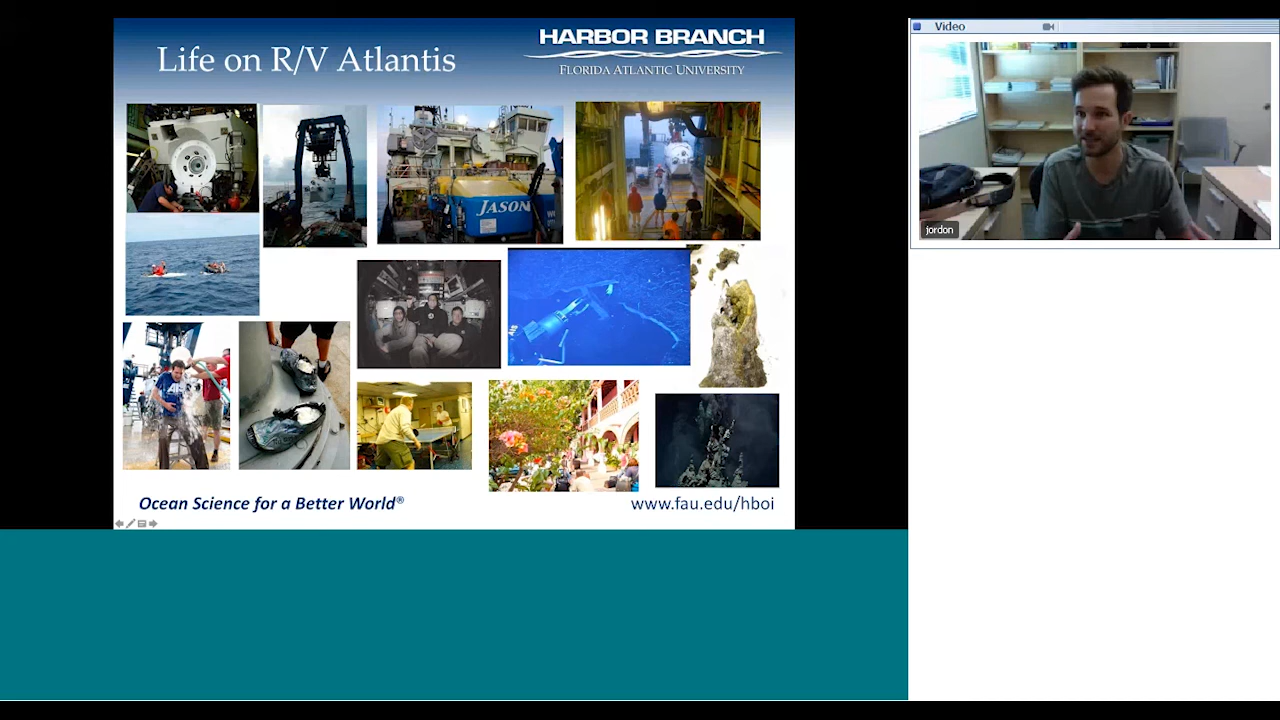 Life on R/V Atlantis
HARBOR BRANCH
FLORIDA ATLANTIC UNIVERSITY
JASON
Ocean Science for a Better World®
www.fau.edu/hboi
Video
jordon